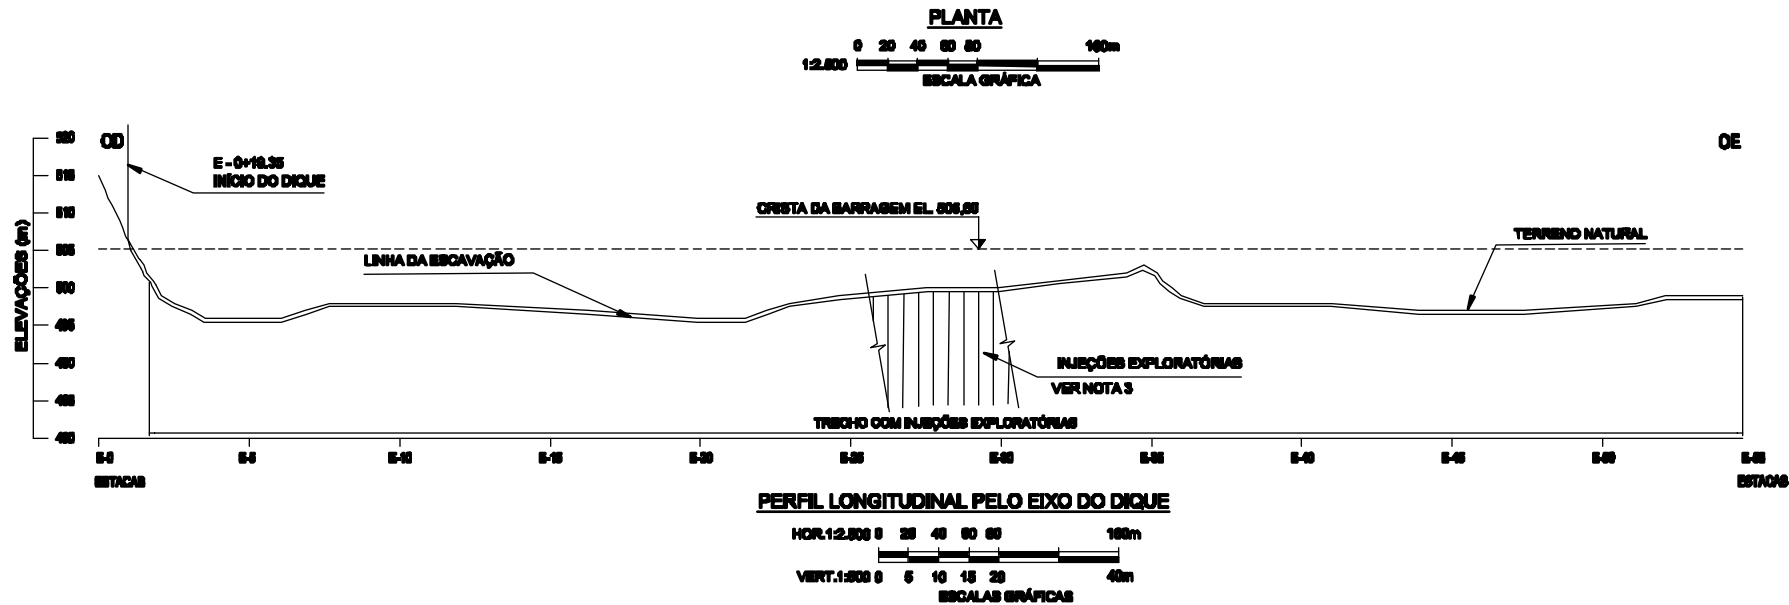 PLANTA
0 20 40 60 80 160m
1:2.500
ESCALA GRÁFICA
520
OD
OE
E - 0+19.35
515
INÍCIO DO DIQUE
510
CRISTA DA BARRAGEM EL.
505
TERRENO NATURAL
LINHA DA ESCAVAÇÃO
500
495
ELEVAÇÕES (m)
490
INJEÇÕES EXPLORATÓRIAS
VER NOTA 3
485
TRECHO COM INJEÇÕES EXPLORATÓRIAS
480
E-0 E-5 E-10 E-15 E-20 E-25 E-30 E-35 E-40 E-45 E-50 E-55
ESTACAS ESTACAS
PERFIL LONGITUDINAL PELO EIXO DO DIQUE
HOR.1:2.500 0 20 40 60 80 160m
VERT.1:500 0 5 10 15 20 40m
ESCALAS GRÁFICAS